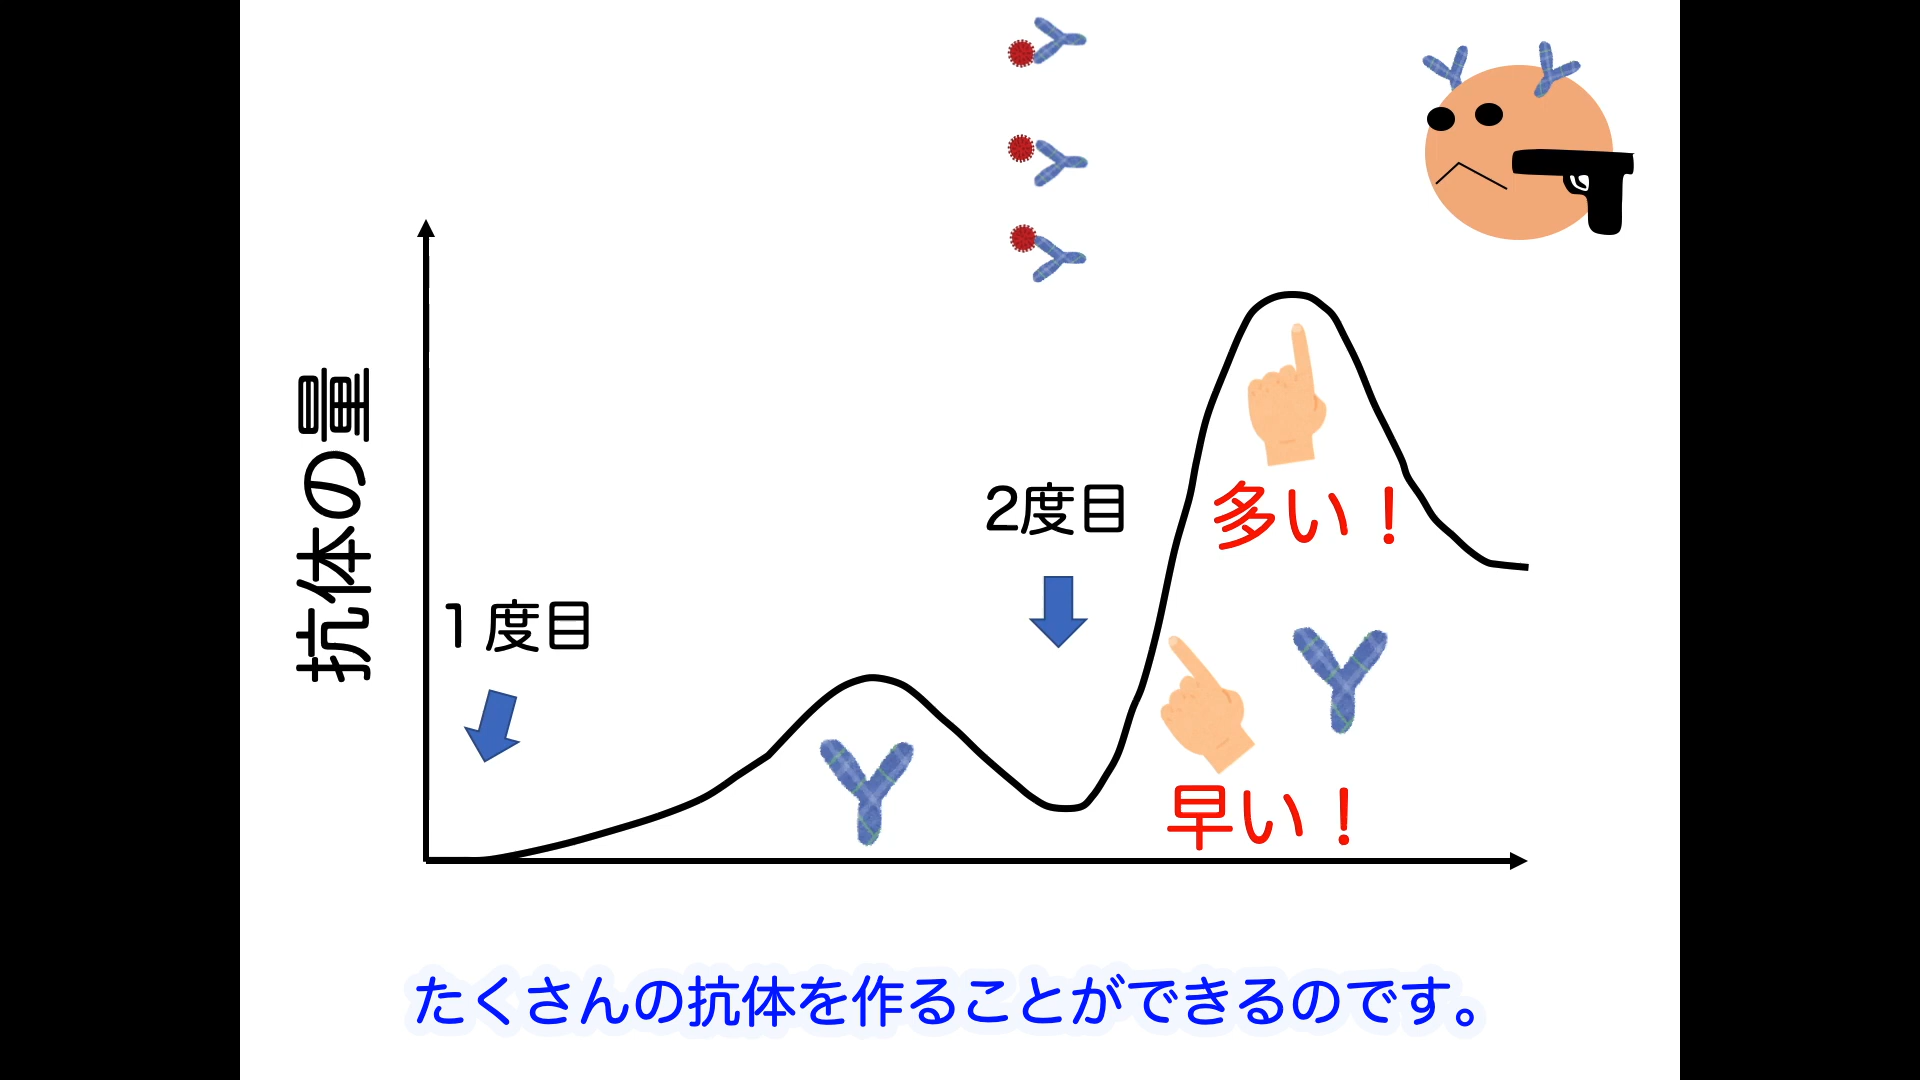 抗体の量
1度目
2度目
多い！
早い！
たくさんの抗体を作ることができるのです。